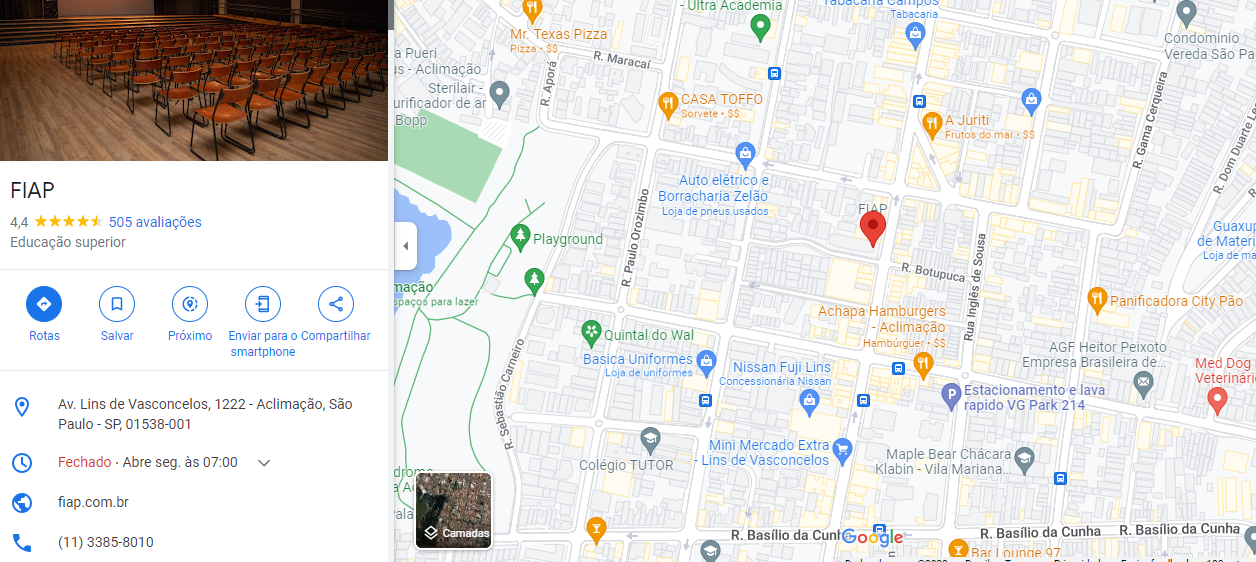 FIAP
4,4
505 avaliações
Educação superior
Rotas
Salvar
Próximo
Enviar para o smartphone
Compartilhar
Av. Lins de Vasconcelos, 1222 - Aclimação, São
Paulo - SP, 01538-001
Fechado · Abre seg. às 07:00
fiap.com.br
(11) 3385-8010
- Ultra Academia
Tabacaria Campos
Tabacaria
Mr. Texas Pizza
Pizza • $$
R. Maracaí
Condominio
Vereda São Pa
a Pueri
us - Aclimação
Sterilair -
urificador de ar
Bopp
R. Aporá
CASA TOFFO
Sorvete • $$
A Juriti
Frutos do mar • $$
R. Gama Cerqueira
R. Dom Duarte Le
Auto elétrico e
Borracharia Zelão
Loja de pneus usados
FIAP
R. Paulo Orozimbo
Playground
Guaxup
de Materi
Loja de ma
R. Botupuca
Rua Inglês de Sousa
mação
spaços para lazer
Achapa Hamburgers
- Aclimação
Hambúrguer • $$
Panificadora City Pão
Quintal do Wal
Basica Uniformes
Loja de uniformes
Nissan Fuji Lins
Concessionária Nissan
AGF Heitor Peixoto
Empresa Brasileira de...
Med Dog
Veterinário
R. Sebastião Carneiro
Estacionamento e lava
rapido VG Park 214
Colégio TUTOR
Mini Mercado Extra
- Lins de Vasconcelos
Maple Bear Chácara
Klabin - Vila Mariana...
Camadas
R. Basílio da Cunha
Google
R. Basílio da Cunha
R. Basílio da Cunha
Bar Lounge 97